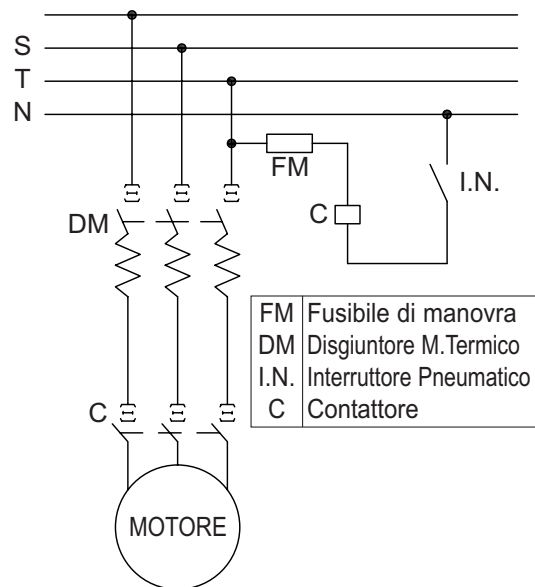 S
T
N
FM
I.N.
C
DM
FM Fusibile di manovra
DM Disgiuntore M.Termico
I.N. Interruttore Pneumatico
C Contattore
C
MOTORE